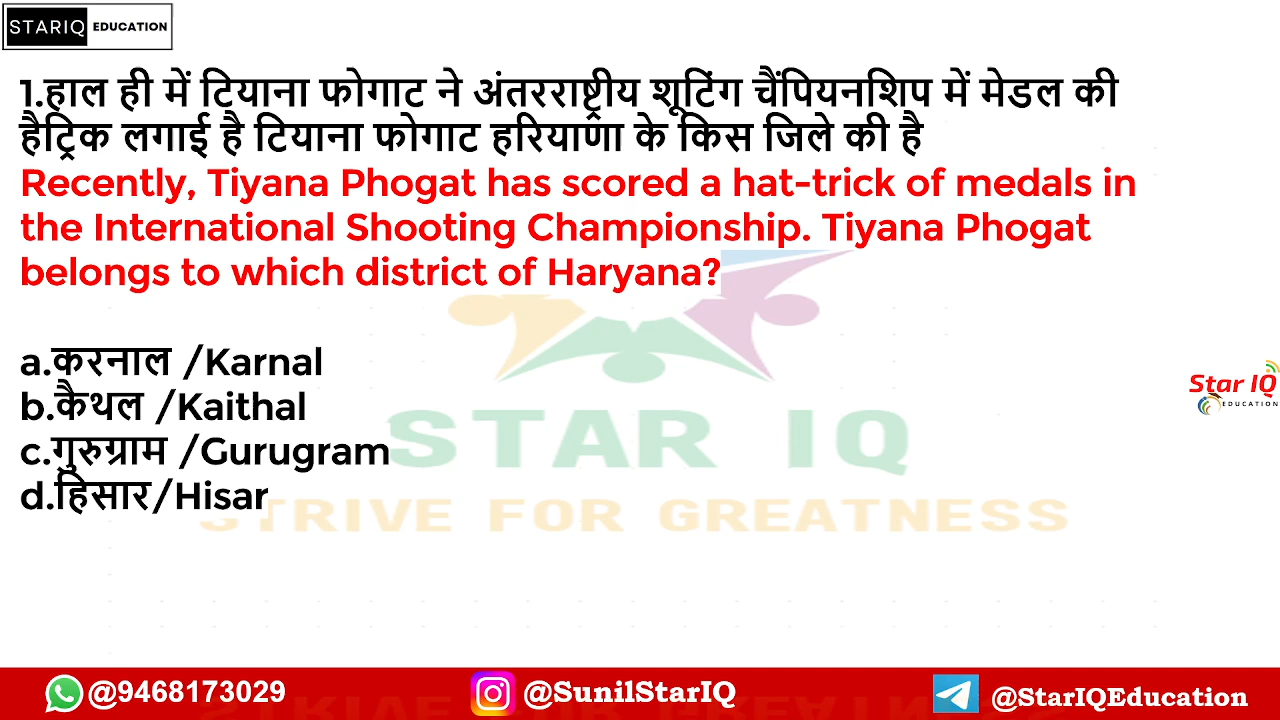 STARIQ EDUCATION
1.हाल ही में टियाना फोगाट ने अंतरराष्ट्रीय शूटिंग चैंपियनशिप में मेडल की
हैट्रिक लगाई है टियाना फोगाट हरियाणा के किस जिले की है
Recently, Tiyana Phogat has scored a hat-trick of medals in
the International Shooting Championship. Tiyana Phogat
belongs to which district of Haryana?
a.करनाल /Karnal
b.कैथल /Kaithal
c.गुरुग्राम /Gurugram
d.हिसार/Hisar
Star IQ
EDUCATION
STAR IQ
STRIVE FOR GREATNESS
@9468173029 @SunilStarIQ @StarIQEducation